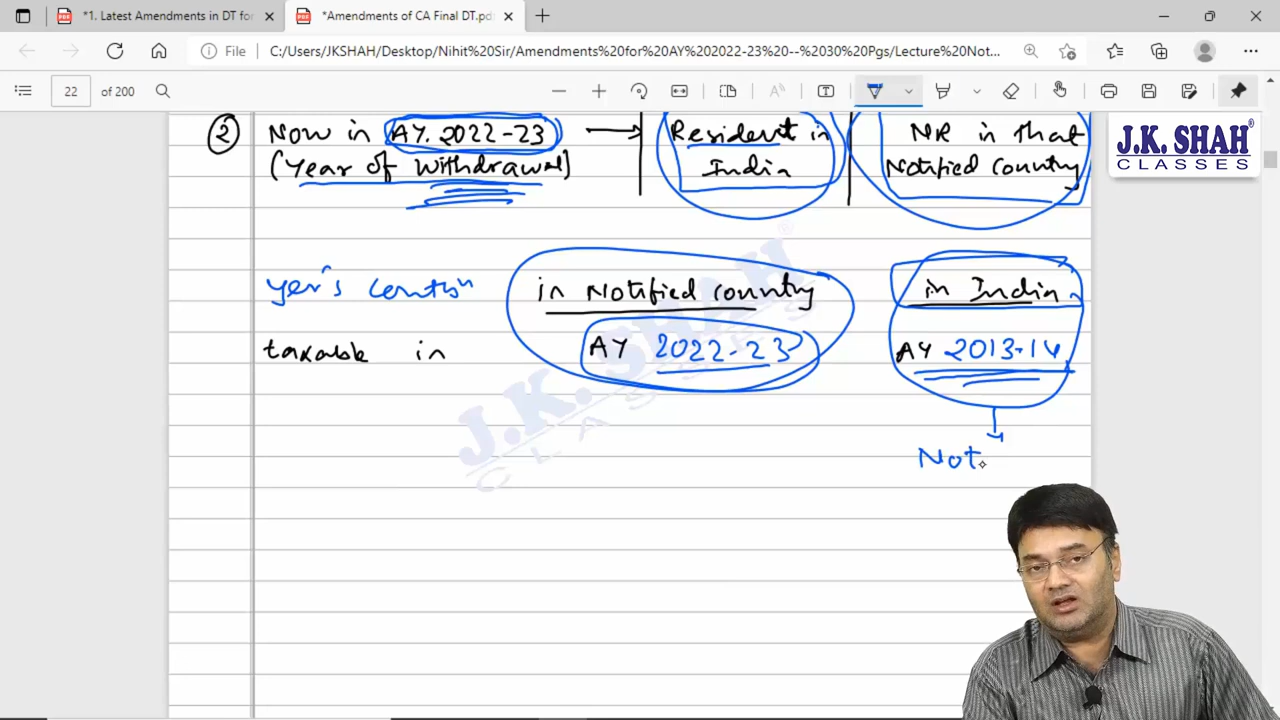 *1. Latest Amendments in DT for
*Amendments of CA Final DT.pd
File
C:/Users/JKSHAH/Desktop/Nihit%20Sir/Amendments%20for%20AY%202022-23%20--%2030%20Pgs/Lecture%20Not...
22 of 200
J.K. SHAH®
CLASSES
② Now in AY. 2022-23 → Resident in NR in that
(Year of Withdrawal) India Notified Country
J.K. SHAH
CLASSES
in Notified country in India
taxable in AY 2022-23 AY 2013-14
Not